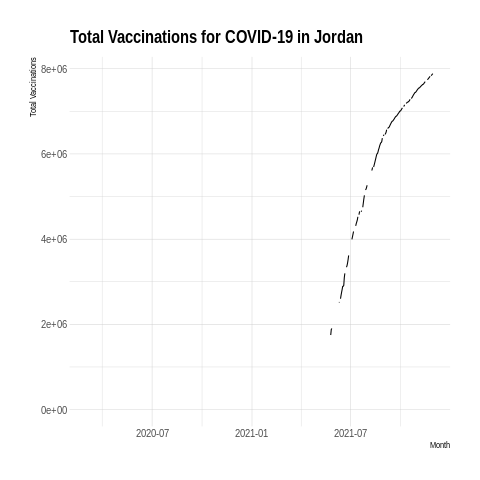 Total Vaccinations for COVID-19 in Jordan
Total Vaccinations
8e+06
6e+06
4e+06
2e+06
0e+00
2020-07 2021-01 2021-07
Month